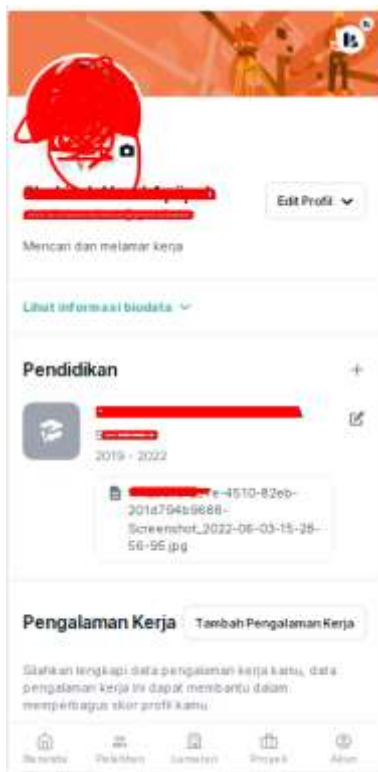 Edit Profil
Mencari dan melamar kerja
Lihat informasi biodata
Pendidikan
2019 - 2022
e-4510-82eb-
201d794b9686-
Screenshot_2022-06-03-15-28-
56-95.jpg
Pengalaman Kerja
Tambah Pengalaman Kerja
Silahkan lengkapi data pengalaman kerja kamu, data
pengalaman kerja ini dapat membantu dalam
memperbagus skor profil kamu.
Beranda Pelatihan Lamaran Proyek Akun